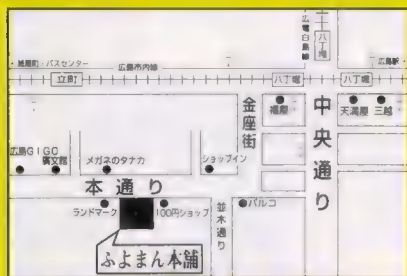 広電白島線
八丁堀
紙屋町・バスセンター
広島市内線
広島駅
立町
八丁堀
八丁堀
金座街
福屋
中央通り
天満屋
三越
広島GIGO
廣文館
メガネのタナカ
ショップイン
本通り
ランドマーク
100円ショップ
並木通り
パルコ
ふよまん本舗